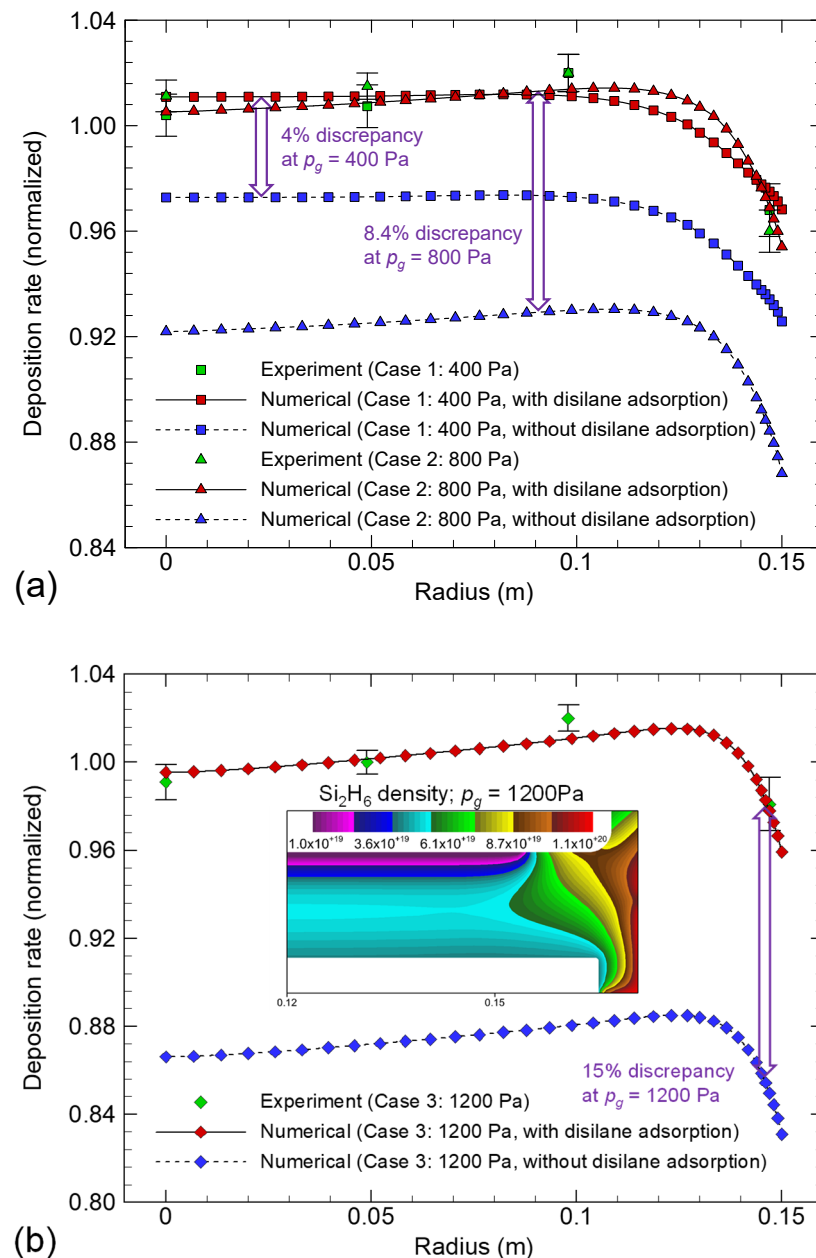 1.04
1.00
0.96
0.92
0.88
0.84
Deposition rate (normalized)
4% discrepancy
at p_g = 400 Pa
8.4% discrepancy
at p_g = 800 Pa
Experiment (Case 1: 400 Pa)
Numerical (Case 1: 400 Pa, with disilane adsorption)
Numerical (Case 1: 400 Pa, without disilane adsorption)
Experiment (Case 2: 800 Pa)
Numerical (Case 2: 800 Pa, with disilane adsorption)
Numerical (Case 2: 800 Pa, without disilane adsorption)
0 0.05 0.1 0.15
Radius (m)
(a)
1.04
1.00
0.96
0.92
0.88
0.84
0.80
Deposition rate (normalized)
Si₂H₆ density; p_g = 1200Pa
1.0x10⁺¹⁹ 3.6x10⁺¹⁹ 6.1x10⁺¹⁹ 8.7x10⁺¹⁹ 1.1x10⁺²⁰
0.12 0.15
15% discrepancy
at p_g = 1200 Pa
Experiment (Case 3: 1200 Pa)
Numerical (Case 3: 1200 Pa, with disilane adsorption)
Numerical (Case 3: 1200 Pa, without disilane adsorption)
0 0.05 0.1 0.15
Radius (m)
(b)